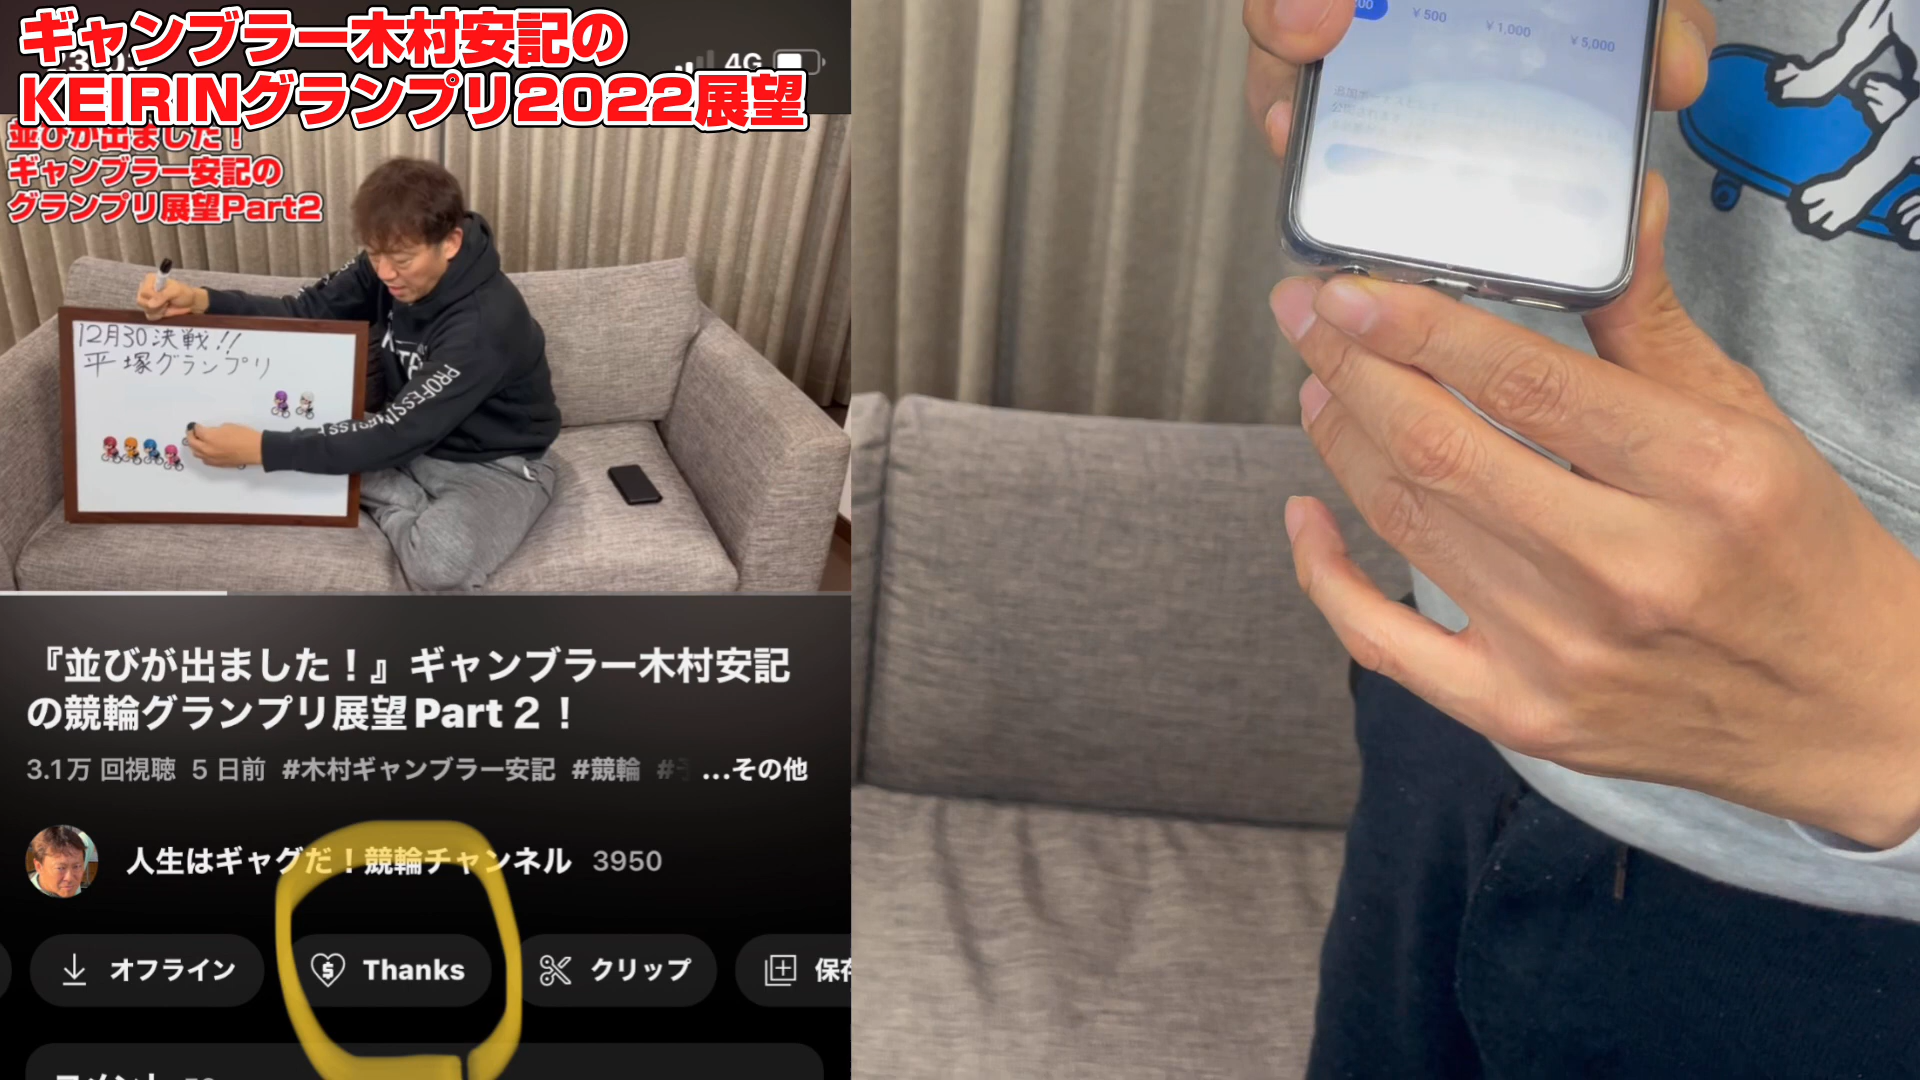 ギャンブラー木村安記の
KEIRINグランプリ2022展望
4G
並びが出ました！
ギャンブラー安記の
グランプリ展望Part2
12月30決戦!!
平塚グランプリ
PROFESSI
『並びが出ました！』ギャンブラー木村安記
の競輪グランプリ展望Part２！
3.1万 回視聴 5 日前 #木村ギャンブラー安記 #競輪 ...その他
人生はギャグだ！競輪チャンネル 3950
オフライン
Thanks
クリップ
保存
コメント
¥500
¥1,000
¥5,000